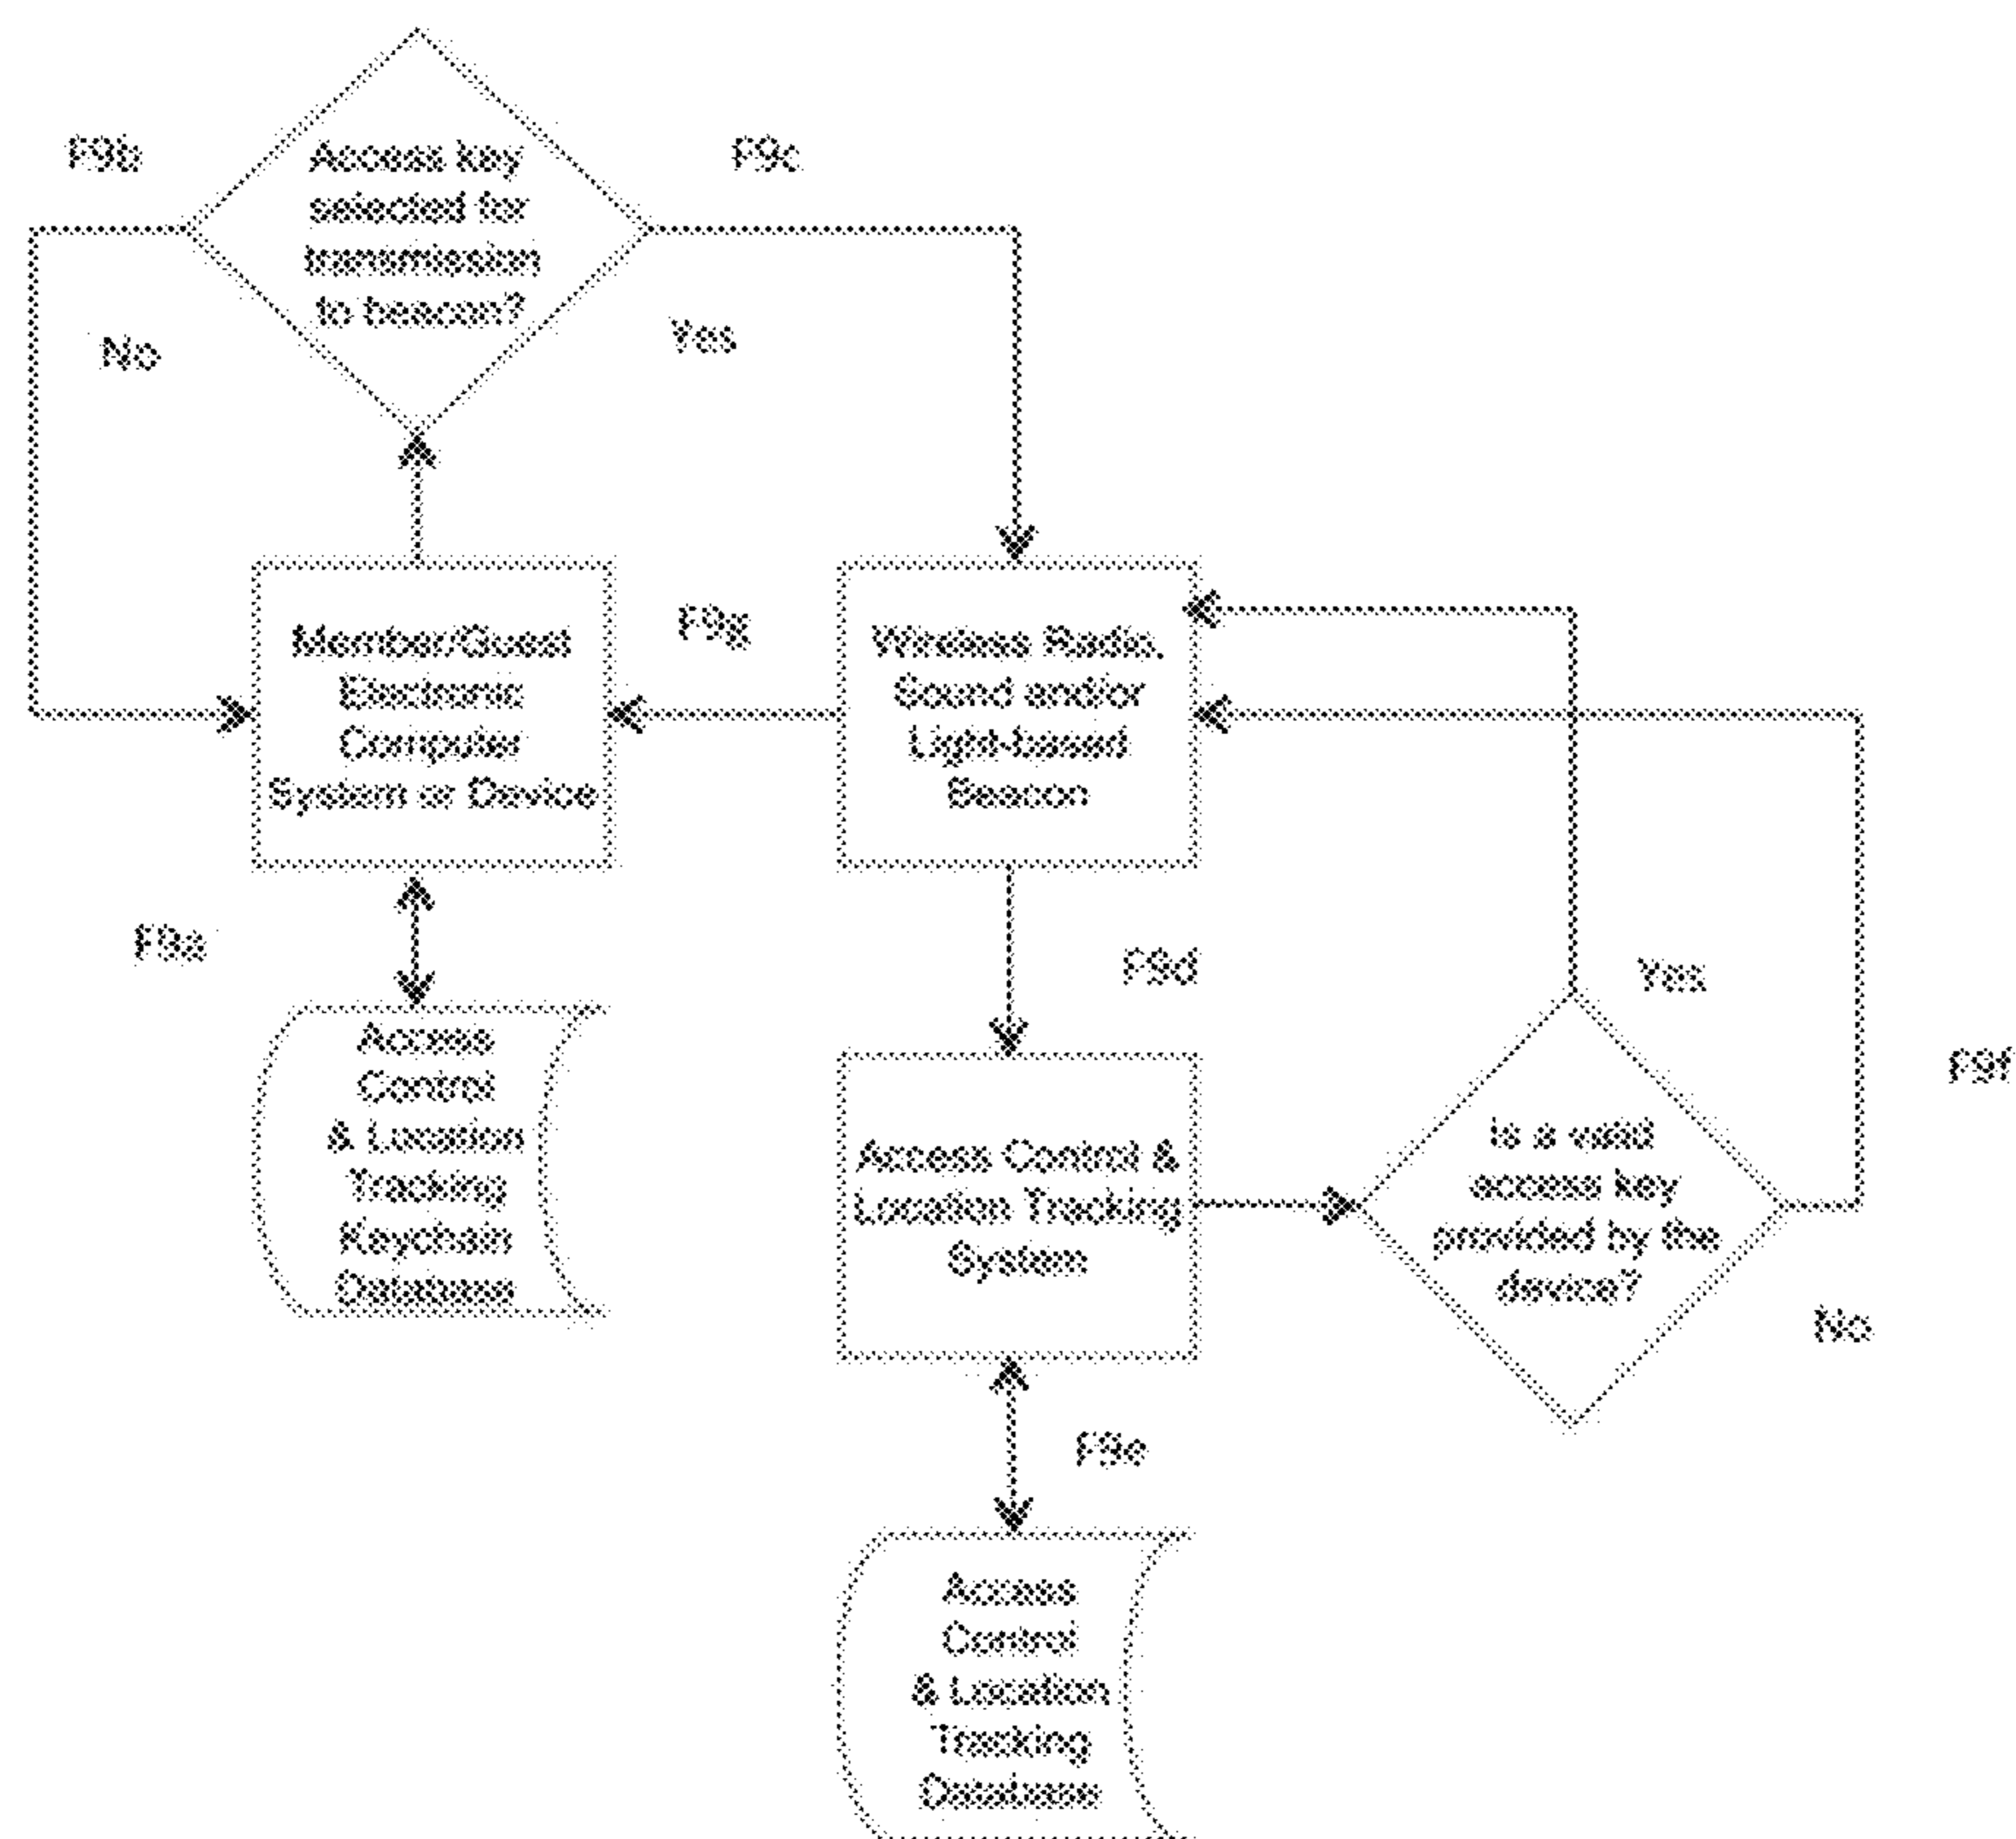 F9b
F9c
Access key
selected for
transmission
to beacon?
No
Yes
Member/Guest
Electronic
Computer
System or Device
F9g
Wireless Radio,
Sound and/or
Light-based
Beacon
F9a
F9d
Yes
F9f
Access
Control
& Location
Tracking
Keychain
Database
Access Control &
Location Tracking
System
Is a valid
access key
provided by the
device?
No
F9e
Access
Control
& Location
Tracking
Database